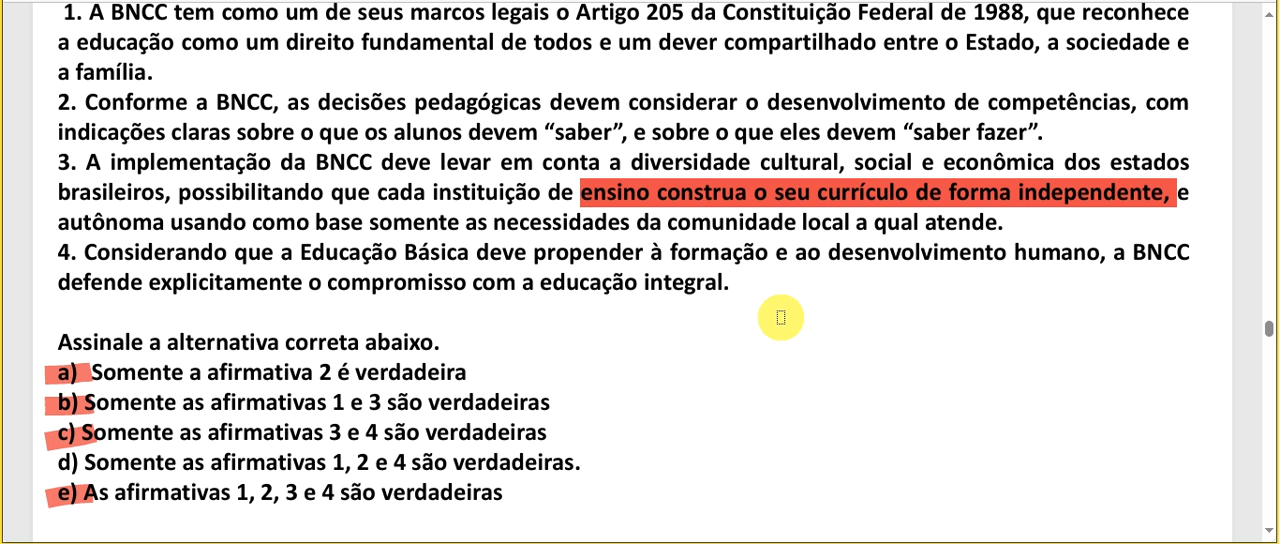 1. A BNCC tem como um de seus marcos legais o Artigo 205 da Constituição Federal de 1988, que reconhece
a educação como um direito fundamental de todos e um dever compartilhado entre o Estado, a sociedade e
a família.
2. Conforme a BNCC, as decisões pedagógicas devem considerar o desenvolvimento de competências, com
indicações claras sobre o que os alunos devem “saber”, e sobre o que eles devem “saber fazer”.
3. A implementação da BNCC deve levar em conta a diversidade cultural, social e econômica dos estados
brasileiros, possibilitando que cada instituição de ensino construa o seu currículo de forma independente, e
autônoma usando como base somente as necessidades da comunidade local a qual atende.
4. Considerando que a Educação Básica deve propender à formação e ao desenvolvimento humano, a BNCC
defende explicitamente o compromisso com a educação integral.
Assinale a alternativa correta abaixo.
a) Somente a afirmativa 2 é verdadeira
b) Somente as afirmativas 1 e 3 são verdadeiras
c) Somente as afirmativas 3 e 4 são verdadeiras
d) Somente as afirmativas 1, 2 e 4 são verdadeiras.
e) As afirmativas 1, 2, 3 e 4 são verdadeiras